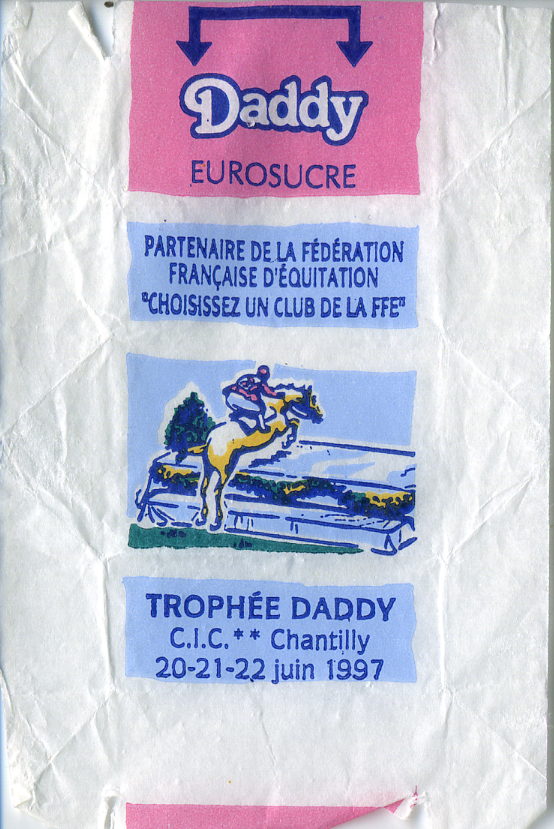 Daddy
EUROSUCRE
PARTENAIRE DE LA FÉDÉRATION
FRANÇAISE D'ÉQUITATION
"CHOISISSEZ UN CLUB DE LA FFE"
TROPHÉE DADDY
C.I.C.** Chantilly
20-21-22 juin 1997